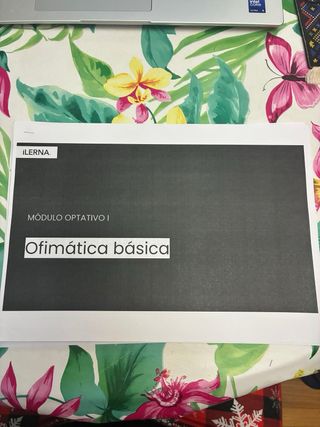 iLERNA.
MÓDULO OPTATIVO I
Ofimática básica